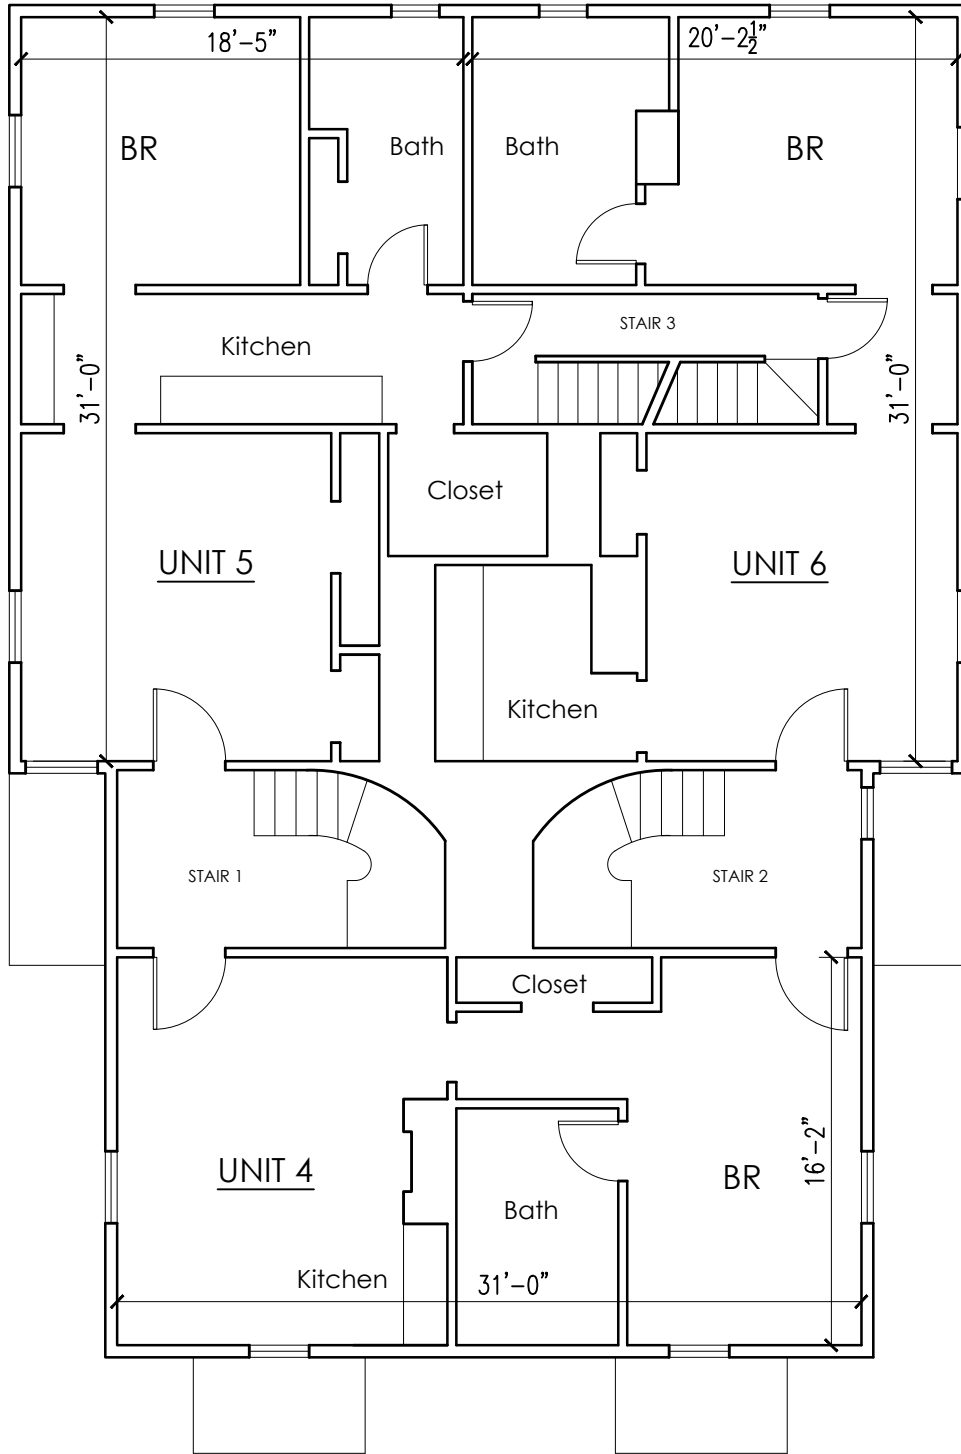 18'-5"
20'-2½"
BR
Bath
Bath
BR
STAIR 3
Kitchen
31'-0"
31'-0"
Closet
UNIT 5
UNIT 6
Kitchen
STAIR 1
STAIR 2
Closet
16'-2"
UNIT 4
BR
Bath
Kitchen
31'-0"